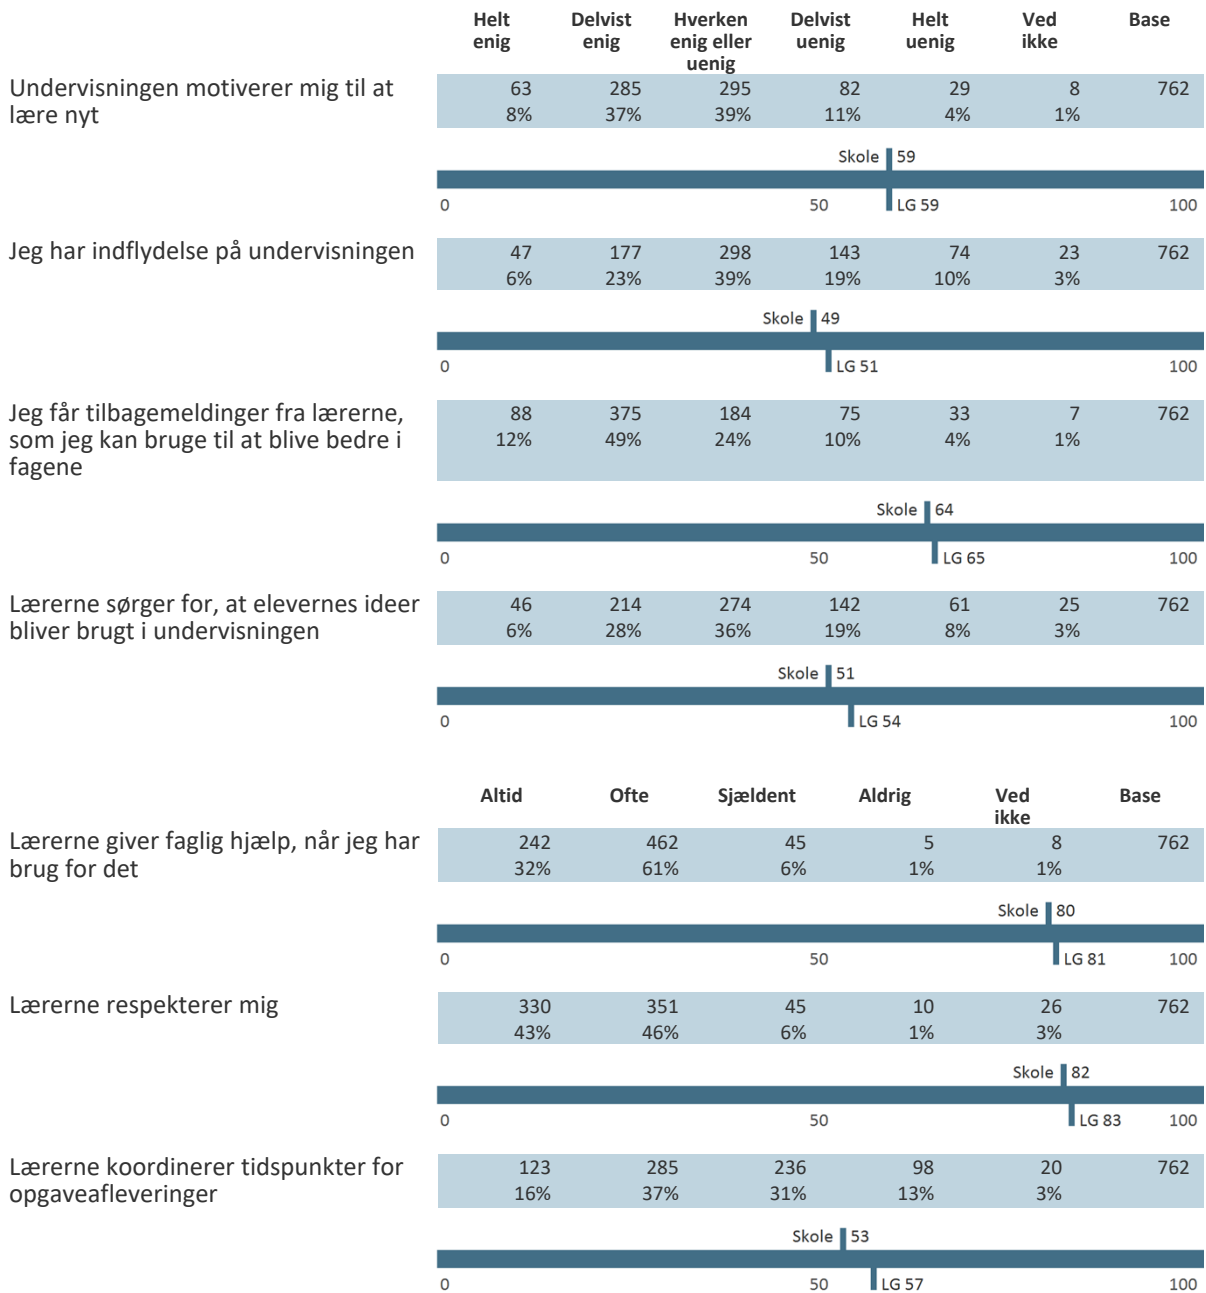 Helt enig Delvist enig Hverken enig eller uenig Delvist uenig Helt uenig Ved ikke Base
Undervisningen motiverer mig til at 63 285 295 82 29 8 762
lære nyt 8% 37% 39% 11% 4% 1%
Skole 59
0 50 LG 59 100
Jeg har indflydelse på undervisningen 47 177 298 143 74 23 762
6% 23% 39% 19% 10% 3%
Skole 49
0 LG 51 100
Jeg får tilbagemeldinger fra lærerne, 88 375 184 75 33 7 762
som jeg kan bruge til at blive bedre i 12% 49% 24% 10% 4% 1%
fagene
Skole 64
0 50 LG 65 100
Lærerne sørger for, at elevernes ideer 46 214 274 142 61 25 762
bliver brugt i undervisningen 6% 28% 36% 19% 8% 3%
Skole 51
0 LG 54 100
Altid Ofte Sjældent Aldrig Ved ikke Base
Lærerne giver faglig hjælp, når jeg har 242 462 45 5 8 762
brug for det 32% 61% 6% 1% 1%
Skole 80
0 50 LG 81 100
Lærerne respekterer mig 330 351 45 10 26 762
43% 46% 6% 1% 3%
Skole 82
0 50 LG 83 100
Lærerne koordinerer tidspunkter for 123 285 236 98 20 762
opgaveafleveringer 16% 37% 31% 13% 3%
Skole 53
0 50 LG 57 100